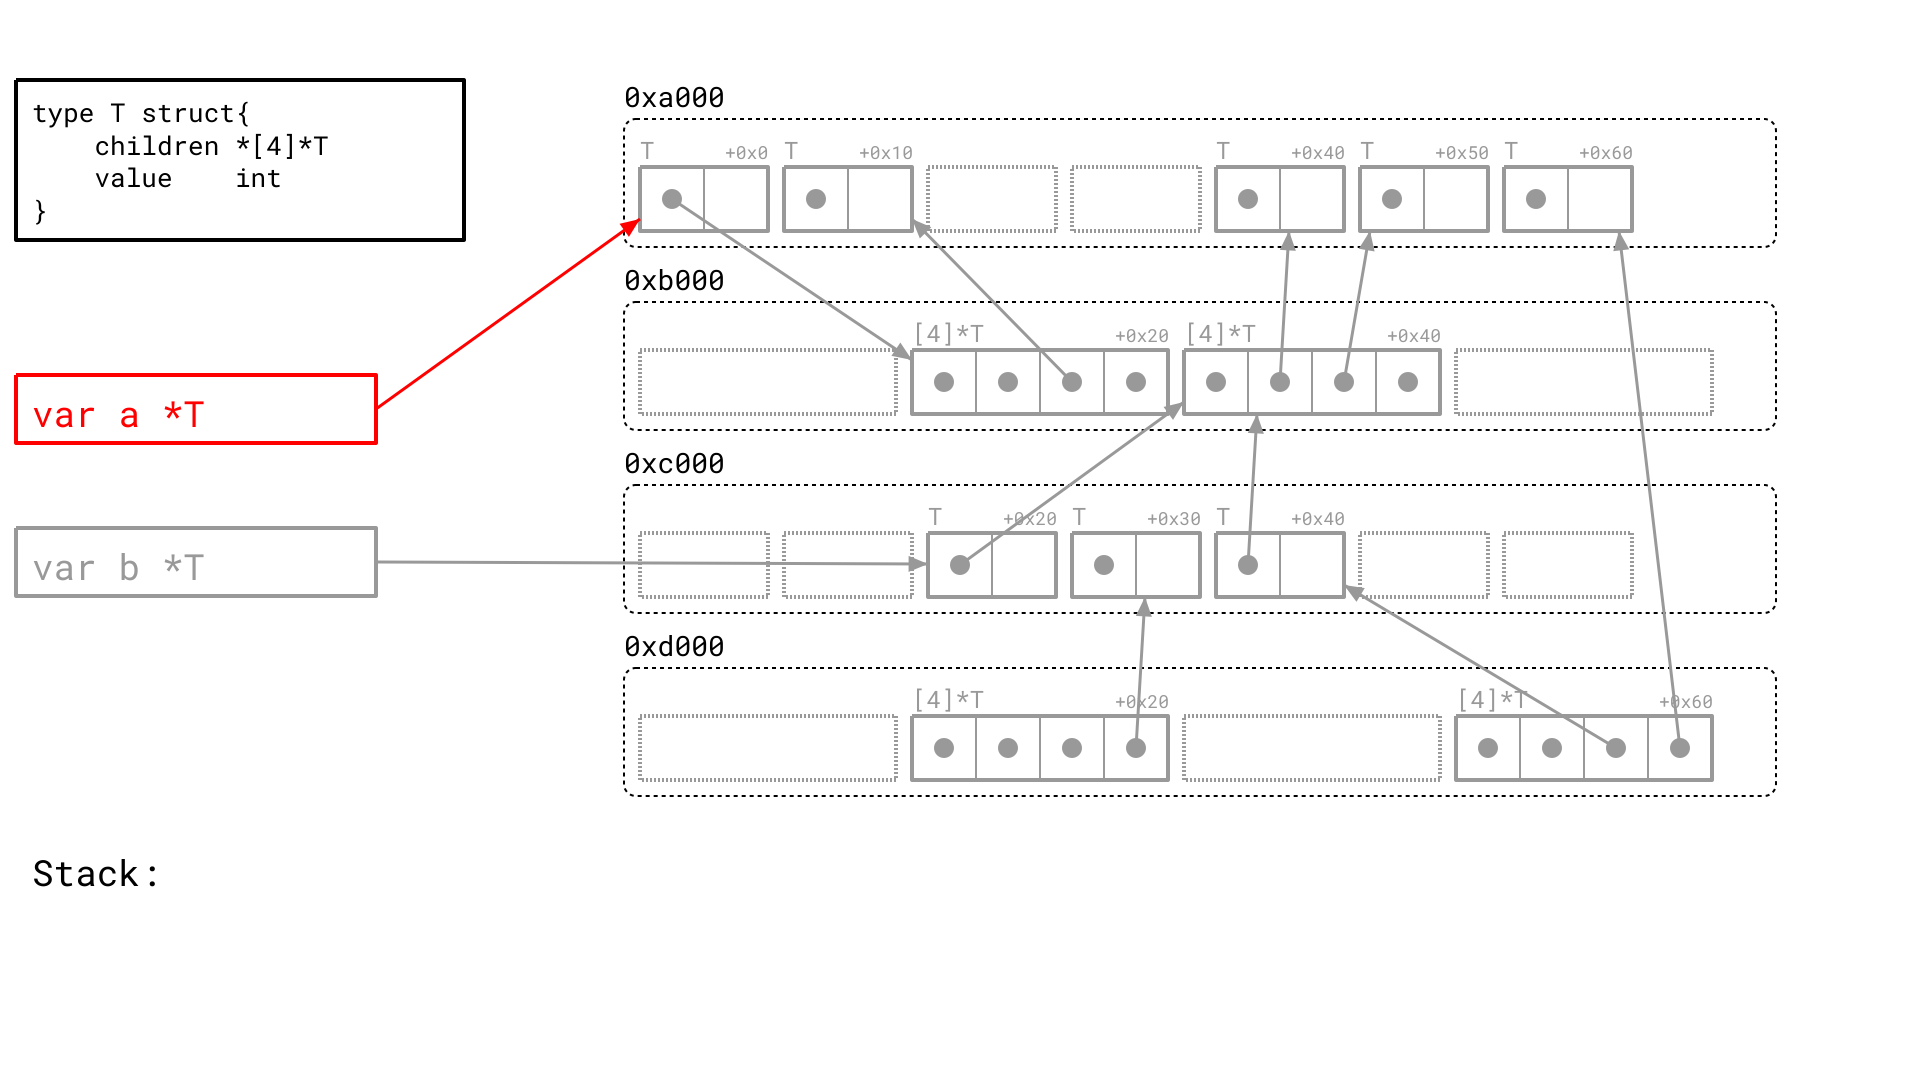 type T struct{
    children *[4]*T
    value    int
}
var a *T
var b *T
Stack:
0xa000
T +0x0 T +0x10 T +0x40 T +0x50 T +0x60
0xb000
[4]*T +0x20 [4]*T +0x40
0xc000
T +0x20 T +0x30 T +0x40
0xd000
[4]*T +0x20 [4]*T +0x60